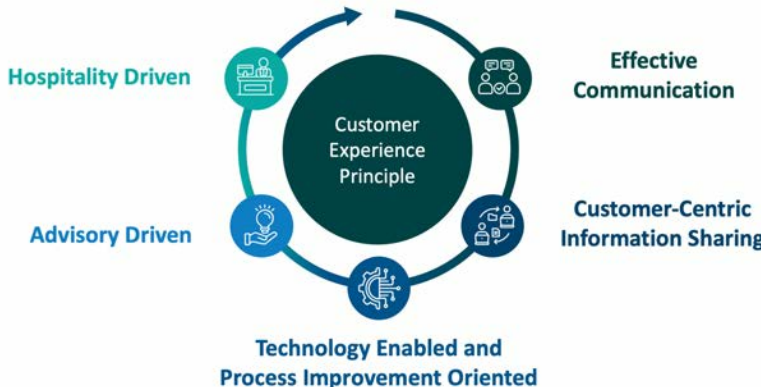 Hospitality Driven
Effective
Communication
Customer
Experience
Principle
Advisory Driven
Customer-Centric
Information Sharing
Technology Enabled and
Process Improvement Oriented